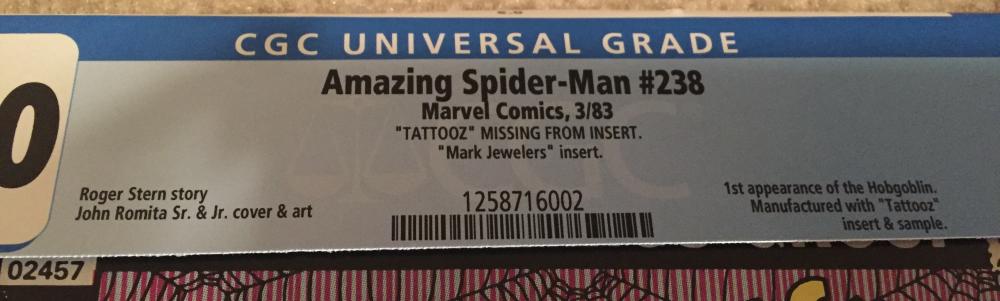 CGC UNIVERSAL GRADE
0
Amazing Spider-Man #238
Marvel Comics, 3/83
"TATTOOZ" MISSING FROM INSERT.
"Mark Jewelers" insert.
Roger Stern story
John Romita Sr. & Jr. cover & art
1258716002
1st appearance of the Hobgoblin.
Manufactured with "Tattooz"
insert & sample.
02457